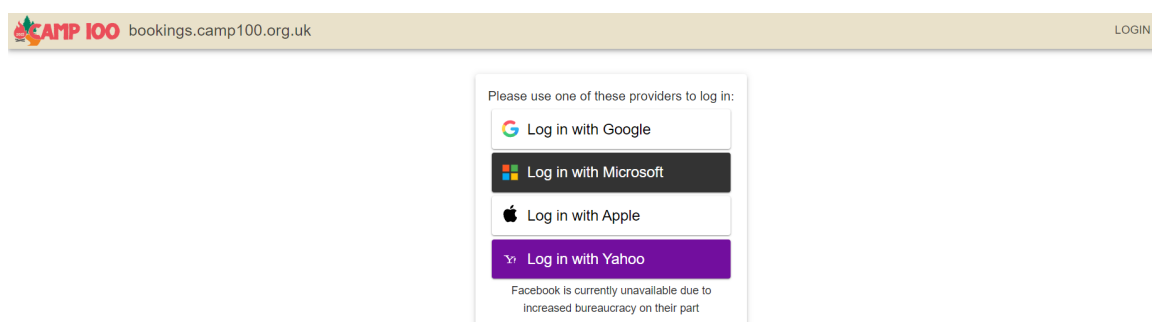 CAMP 100 bookings.camp100.org.uk LOGIN
Please use one of these providers to log in:
Log in with Google
Log in with Microsoft
Log in with Apple
Log in with Yahoo
Facebook is currently unavailable due to
increased bureaucracy on their part